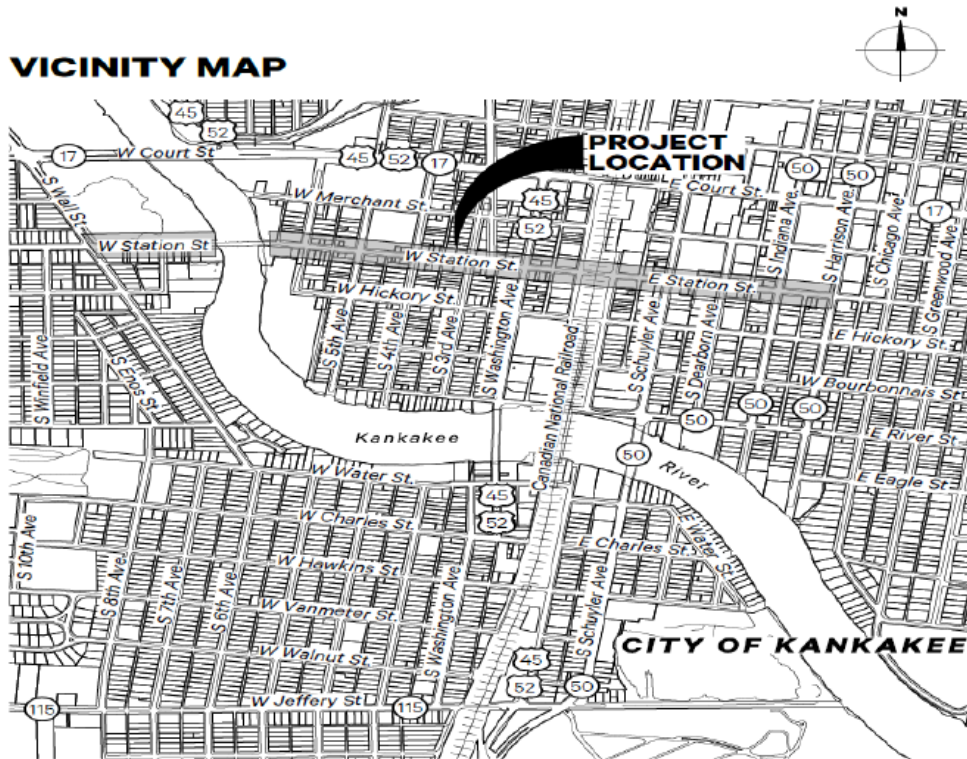 N
VICINITY MAP
45
52
17
W Court St
45
52
17
PROJECT
LOCATION
50
50
E Court St.
17
S Wall St.
W Merchant St.
45
52
S Indiana Ave.
S Harrison Ave.
S Chicago Ave.
S Greenwood Ave.
W Station St
W Station St.
E Station St.
W Hickory St.
E Hickory St.
S 5th Ave
S 4th Ave
S 3rd Ave
S Washington Ave
Canadian National Railroad
S Schuyler Ave
S Dearborn Ave
S Winfield Ave
S Enos St.
W Bourbonnais St
50
50
50
E River St
Kankakee
50
River
W Water St.
E Eagle St
45
52
W Charles St.
E Water St.
E Charles St.
S 10th Ave
W Hawkins St
S 8th Ave
S 7th Ave
S 6th Ave
W Vanmeter St.
S Washington Ave
S Schuyler Ave
W Walnut St.
CITY OF KANKAKEE
45
52
50
115
W Jeffery St
115